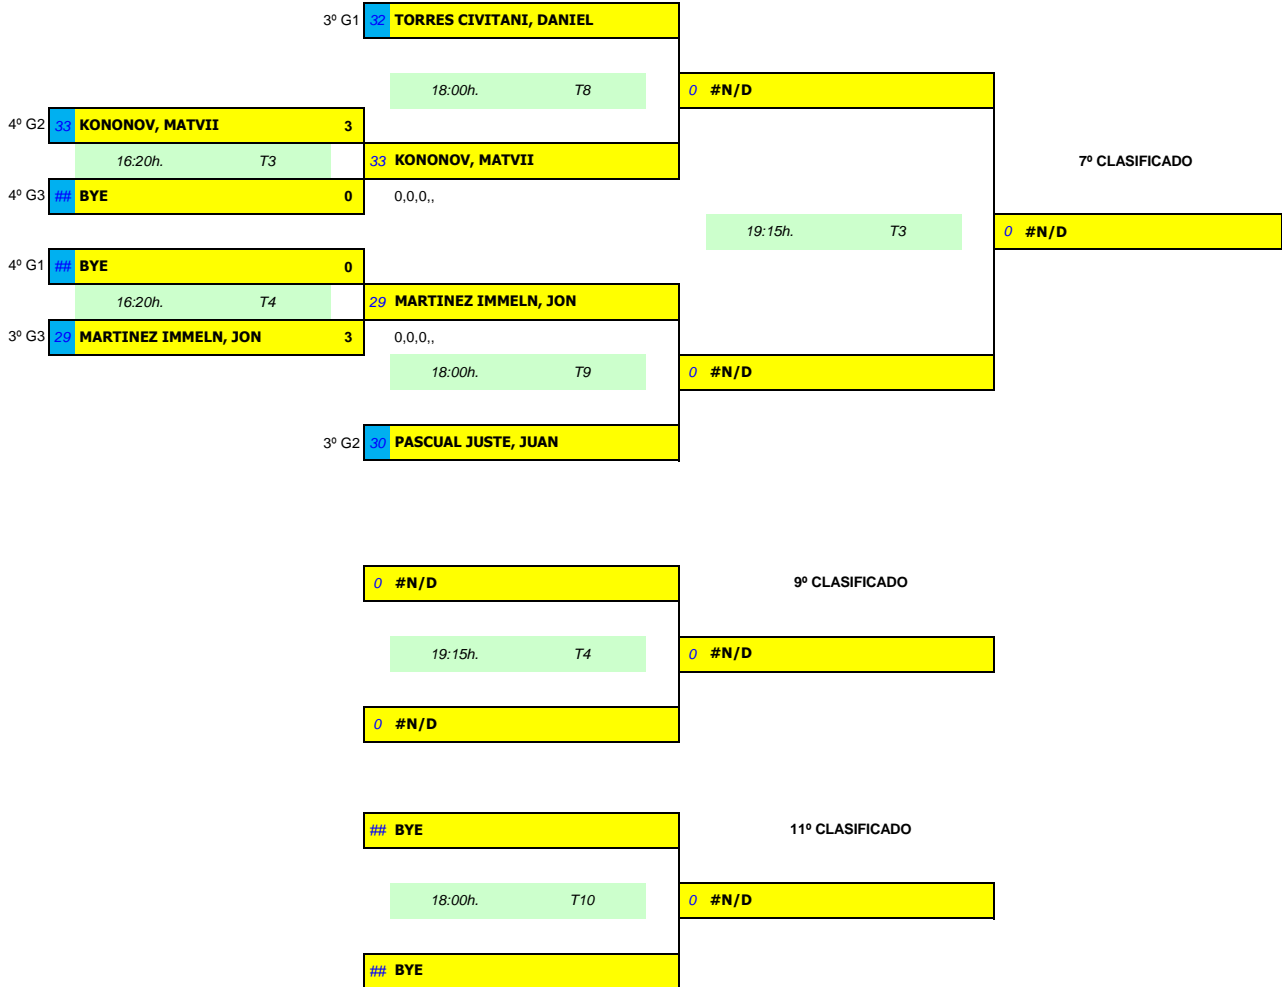 3º G1 32 TORRES CIVITANI, DANIEL
18:00h. T8 0 #N/D
4º G2 33 KONONOV, MATVII 3
16:20h. T3 33 KONONOV, MATVII 7º CLASIFICADO
4º G3 ## BYE 0 0,0,0,,
19:15h. T3 0 #N/D
4º G1 ## BYE 0
16:20h. T4 29 MARTINEZ IMMELN, JON
3º G3 29 MARTINEZ IMMELN, JON 3 0,0,0,,
18:00h. T9 0 #N/D
3º G2 30 PASCUAL JUSTE, JUAN
0 #N/D 9º CLASIFICADO
19:15h. T4 0 #N/D
0 #N/D
## BYE 11º CLASIFICADO
18:00h. T10 0 #N/D
## BYE